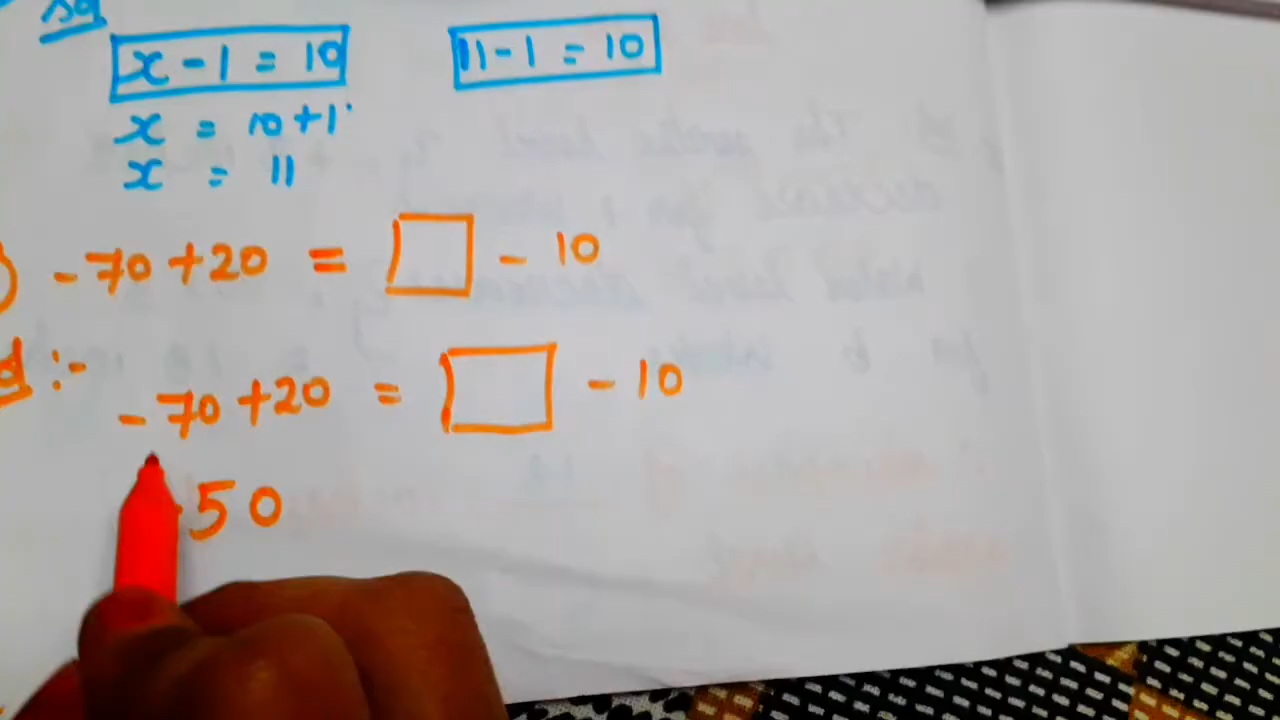 x - 1 = 10 11 - 1 = 10
x = 10 + 1
x = 11
- 70 + 20 = □ - 10
:-
- 70 + 20 = □ - 10
- 50